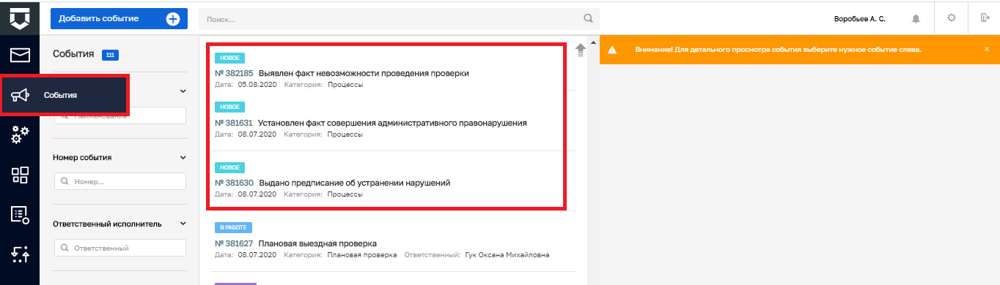 Добавить событие
Поиск...
Воробьев А. С.
События 111
События
Наименование
Номер события
Номер...
Ответственный исполнитель
Ответственный
НОВОЕ
№ 382185 Выявлен факт невозможности проведения проверки
Дата: 05.08.2020 Категория: Процессы
НОВОЕ
№ 381631 Установлен факт совершения административного правонарушения
Дата: 08.07.2020 Категория: Процессы
НОВОЕ
№ 381630 Выдано предписание об устранении нарушений
Дата: 08.07.2020 Категория: Процессы
В РАБОТЕ
№ 381627 Плановая выездная проверка
Дата: 08.07.2020 Категория: Плановая проверка Ответственный: Гук Оксана Михайловна
Внимание! Для детального просмотра события выберите нужное событие слева.